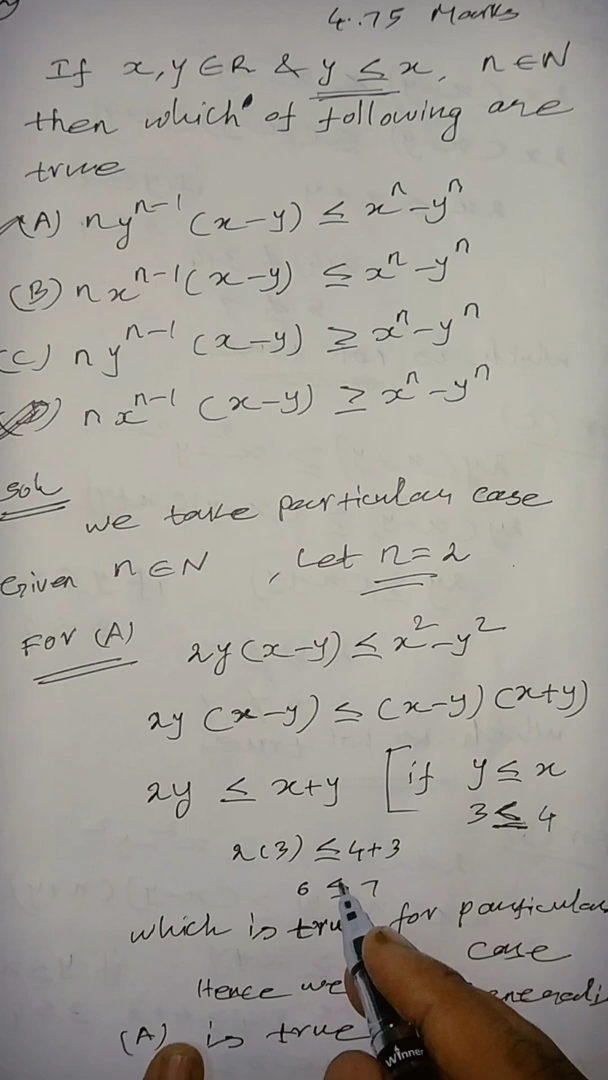 4.75 Marks
If x, y ∈ R & y ≤ x, n ∈ N
then which of following are
true
(A) ny^{n-1} (x-y) ≤ x^n - y^n
(B) nx^{n-1} (x-y) ≤ x^n - y^n
(C) ny^{n-1} (x-y) ≥ x^n - y^n
(D) nx^{n-1} (x-y) ≥ x^n - y^n
Soln
we take particular case
Given n ∈ N , Let n=2
FOR (A) 2y(x-y) ≤ x^2-y^2
2y (x-y) ≤ (x-y) (x+y)
2y ≤ x+y [if y ≤ x
3 ≤ 4
2(3) ≤ 4+3
6 ≤ 7
which is for particular
case
Hence we
(A) is true
Winner